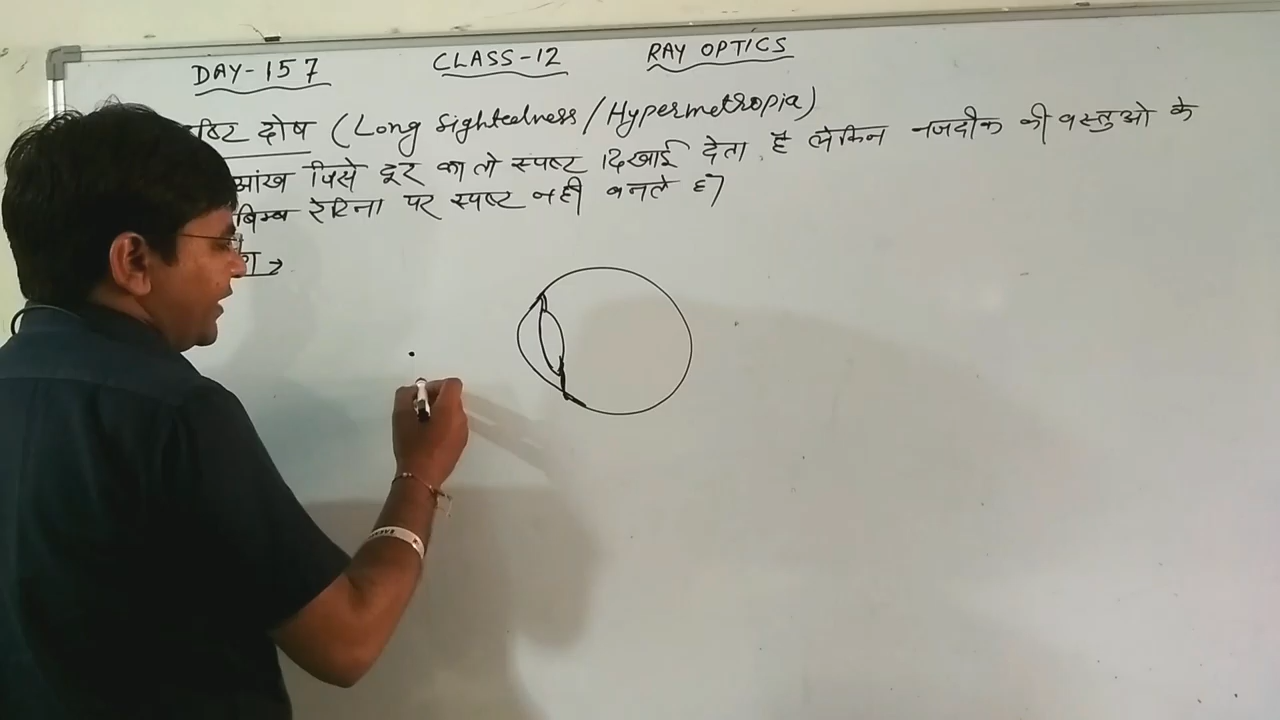 DAY-157 CLASS-12 RAY OPTICS
दोष (Long Sightedness/Hypermetropia)
आंख जिसे दूर का तो स्पष्ट दिखाई देता है लेकिन नजदीक की वस्तुओ के
बिम्ब रेटिना पर स्पष्ट नही बनते है